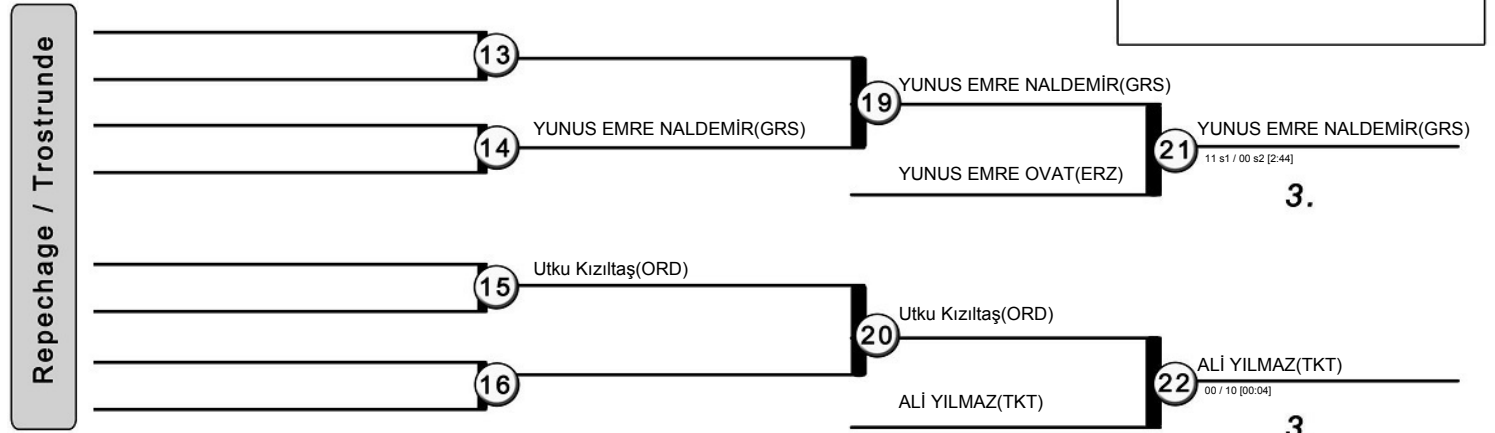 Repechage / Trostrunde
13
YUNUS EMRE NALDEMİR(GRS)
19
YUNUS EMRE NALDEMİR(GRS)
14
YUNUS EMRE NALDEMİR(GRS)
21
11 s1 / 00 s2 [2:44]
YUNUS EMRE OVAT(ERZ)
3.
Utku Kızıltaş(ORD)
15
Utku Kızıltaş(ORD)
20
16
ALİ YILMAZ(TKT)
22
00 / 10 [00:04]
ALİ YILMAZ(TKT)
3